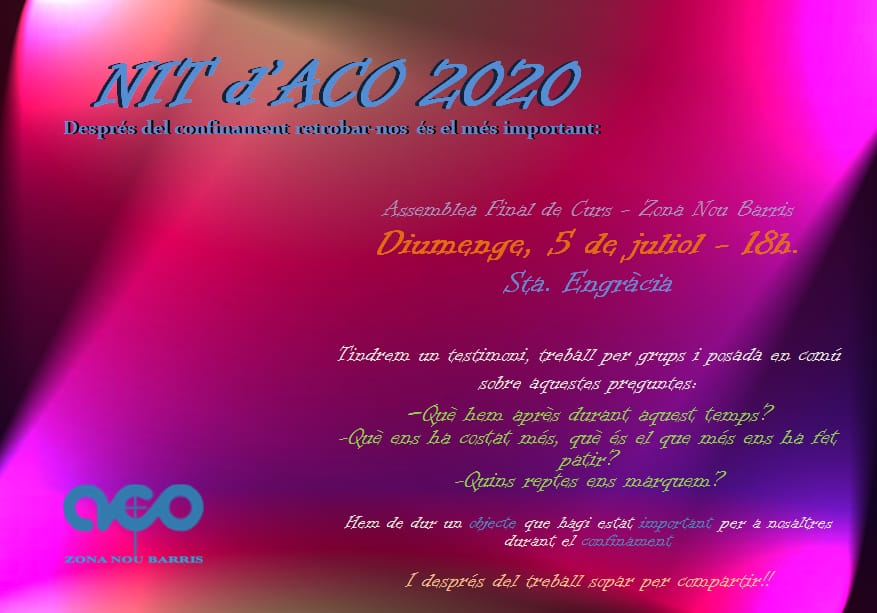 NIT d'ACO 2020
Després del confinament retrobar-nos és el més important:
Assemblea Final de Curs - Zona Nou Barris
Diumenge, 5 de juliol - 18h.
Sta. Engràcia
Tindrem un testimoni, treball per grups i posada en comú
sobre aquestes preguntes:
-Què hem après durant aquest temps?
-Què ens ha costat més, què és el que més ens ha fet
patir?
-Quins reptes ens marquem?
Hem de dur un objecte que hagi estat important per a nosaltres
durant el confinament
I després del treball sopar per compartir!!
aco
ZONA NOU BARRIS